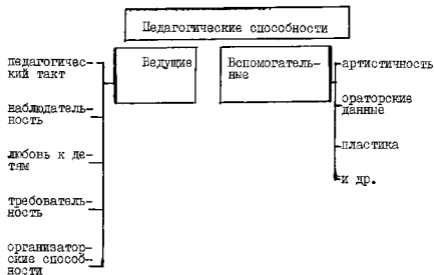 Педагогические способности
педагогичес-
кий такт
наблюдатель-
ность
любовь к де-
тям
требователь-
ность
организатор-
ские способ-
ности
Ведущие
Вспомогатель-
ные
артистичность
ораторские
данные
пластика
и др.